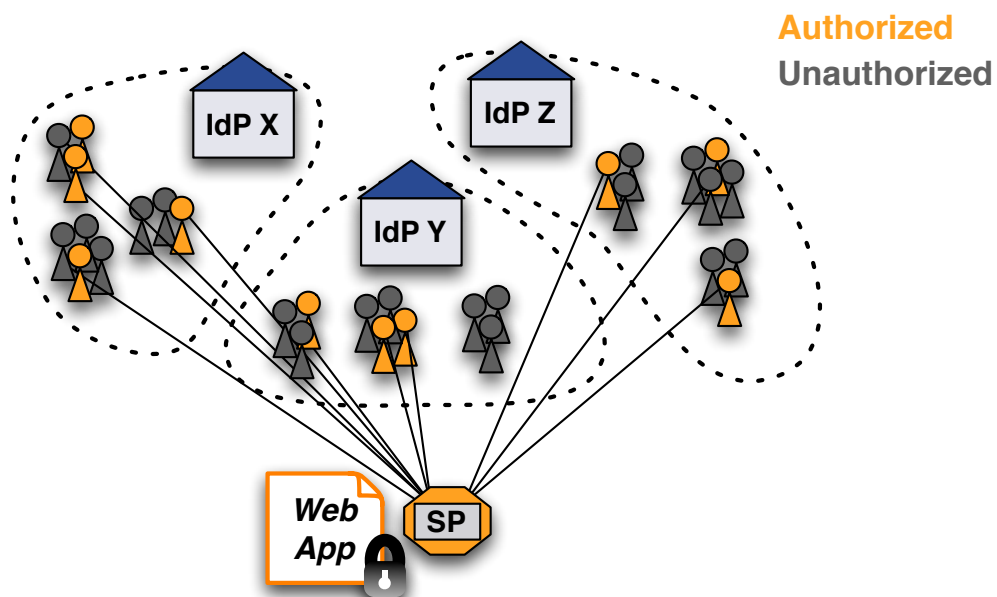 Authorized
Unauthorized
IdP X
IdP Z
IdP Y
Web
App
SP